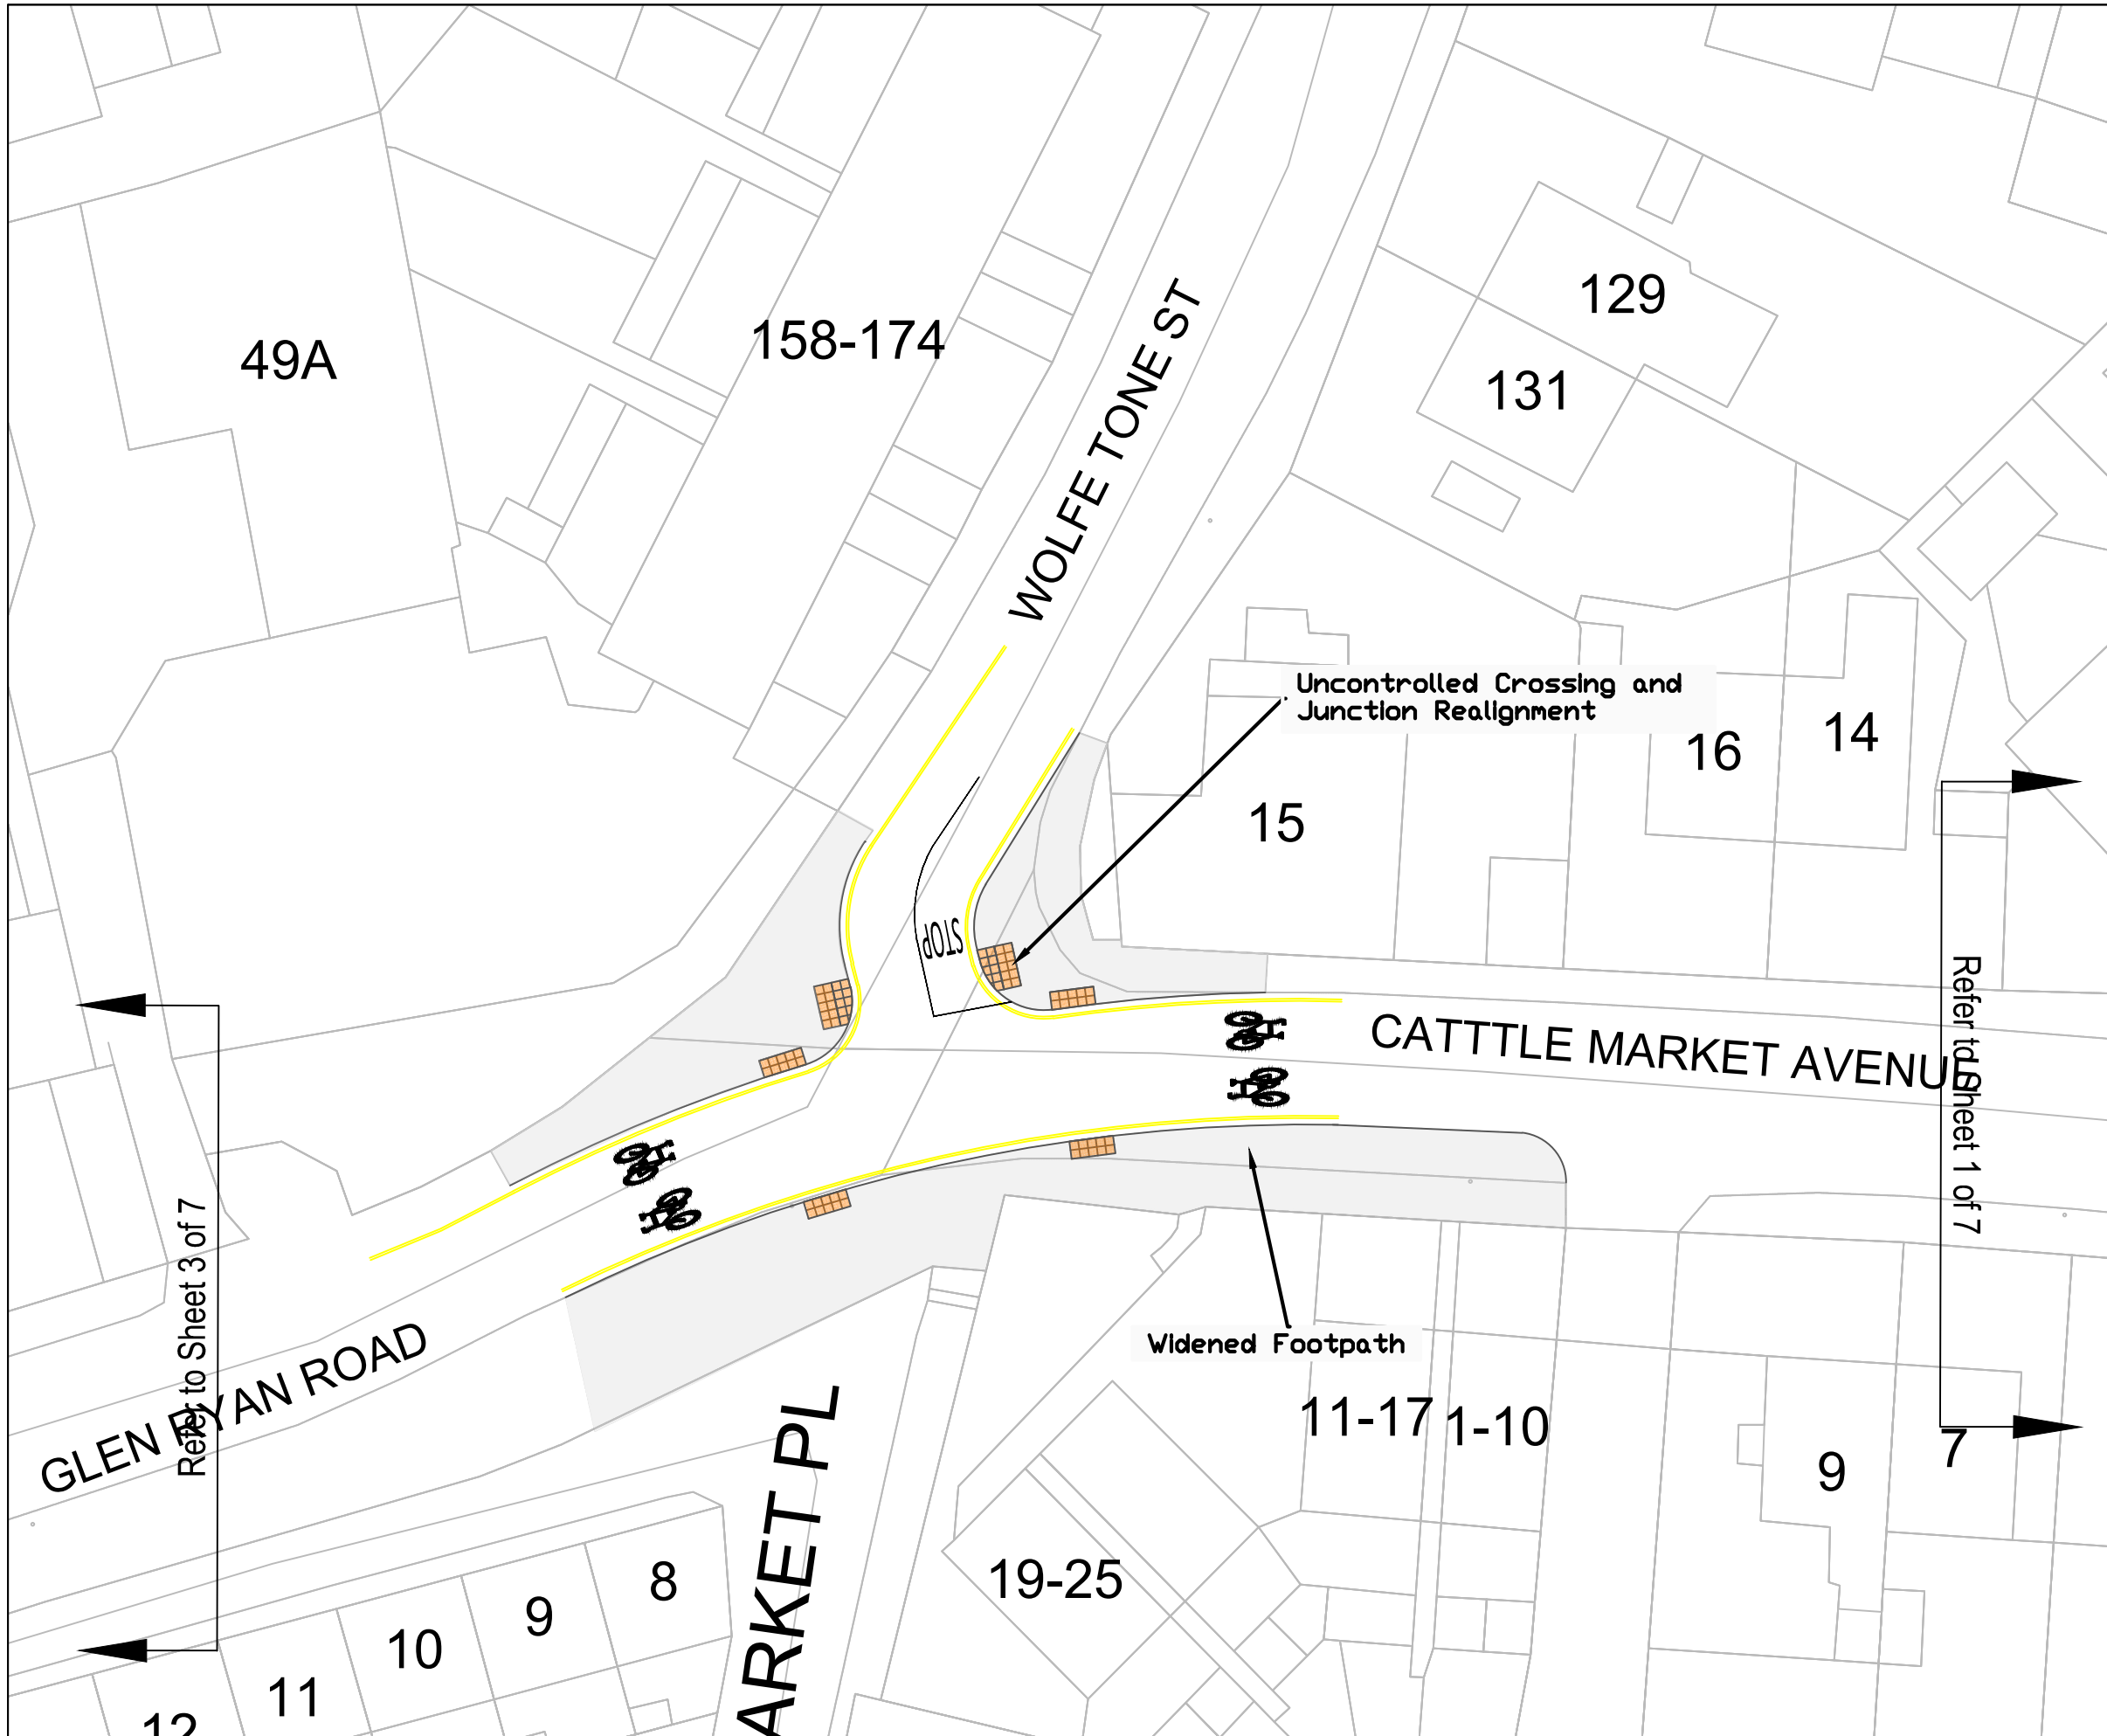 129
158-174
49A
131
WOLFE TONE ST
Uncontrolled Crossing and
Junction Realignment
14
16
15
STOP
CATTTLE MARKET AVENUE
Refer to Sheet 1 of 7
Refer to Sheet 3 of 7
Widened Footpath
GLEN RYAN ROAD
11-17
1-10
7
9
ARKET PL
19-25
8
9
10
11
12